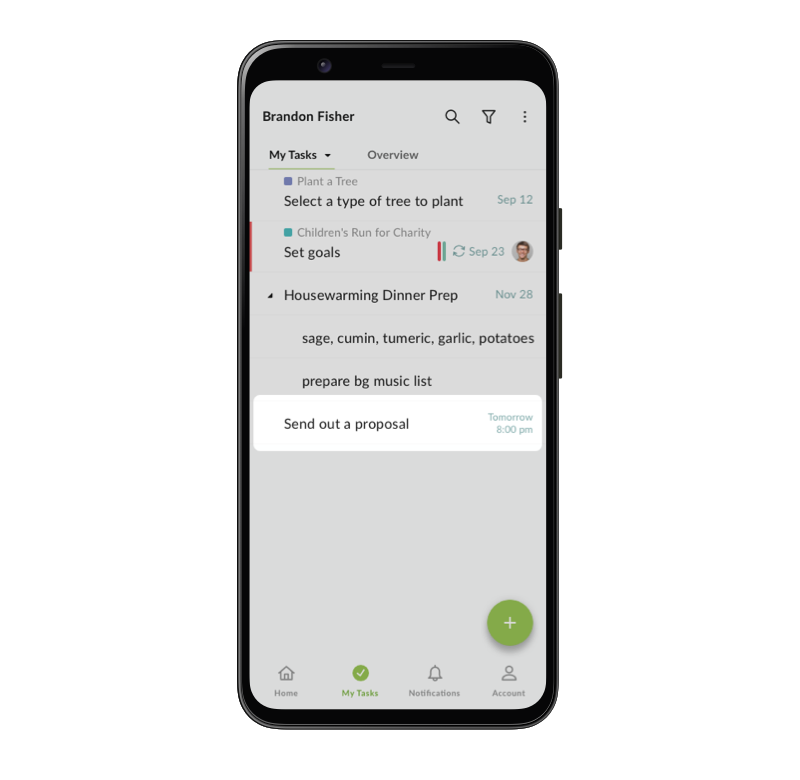 Brandon Fisher
My Tasks Overview
Plant a Tree
Select a type of tree to plant Sep 12
Children's Run for Charity
Set goals Sep 23
Housewarming Dinner Prep Nov 28
sage, cumin, tumeric, garlic, potatoes
prepare bg music list
Send out a proposal Tomorrow
8:00 pm
Home My Tasks Notifications Account